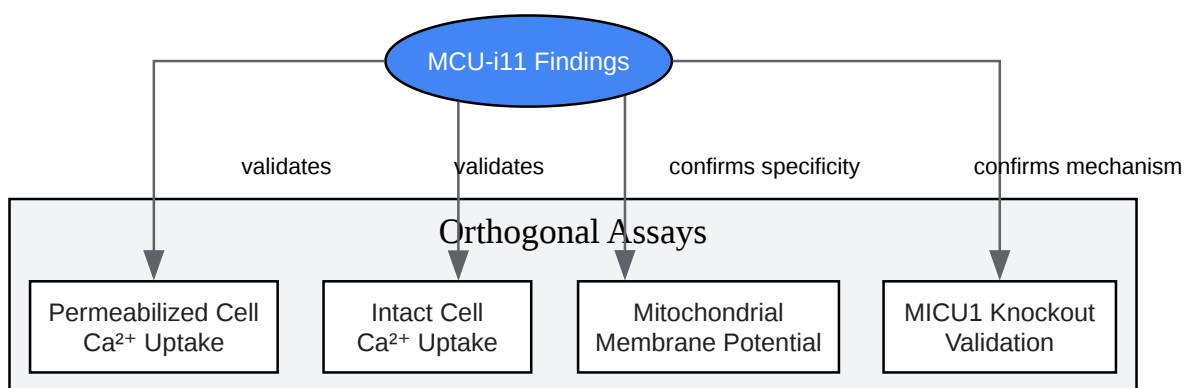 MCU-i11 Findings
validates
validates
confirms specificity
confirms mechanism
Orthogonal Assays
Permeabilized Cell
Ca²⁺ Uptake
Intact Cell
Ca²⁺ Uptake
Mitochondrial
Membrane Potential
MICU1 Knockout
Validation